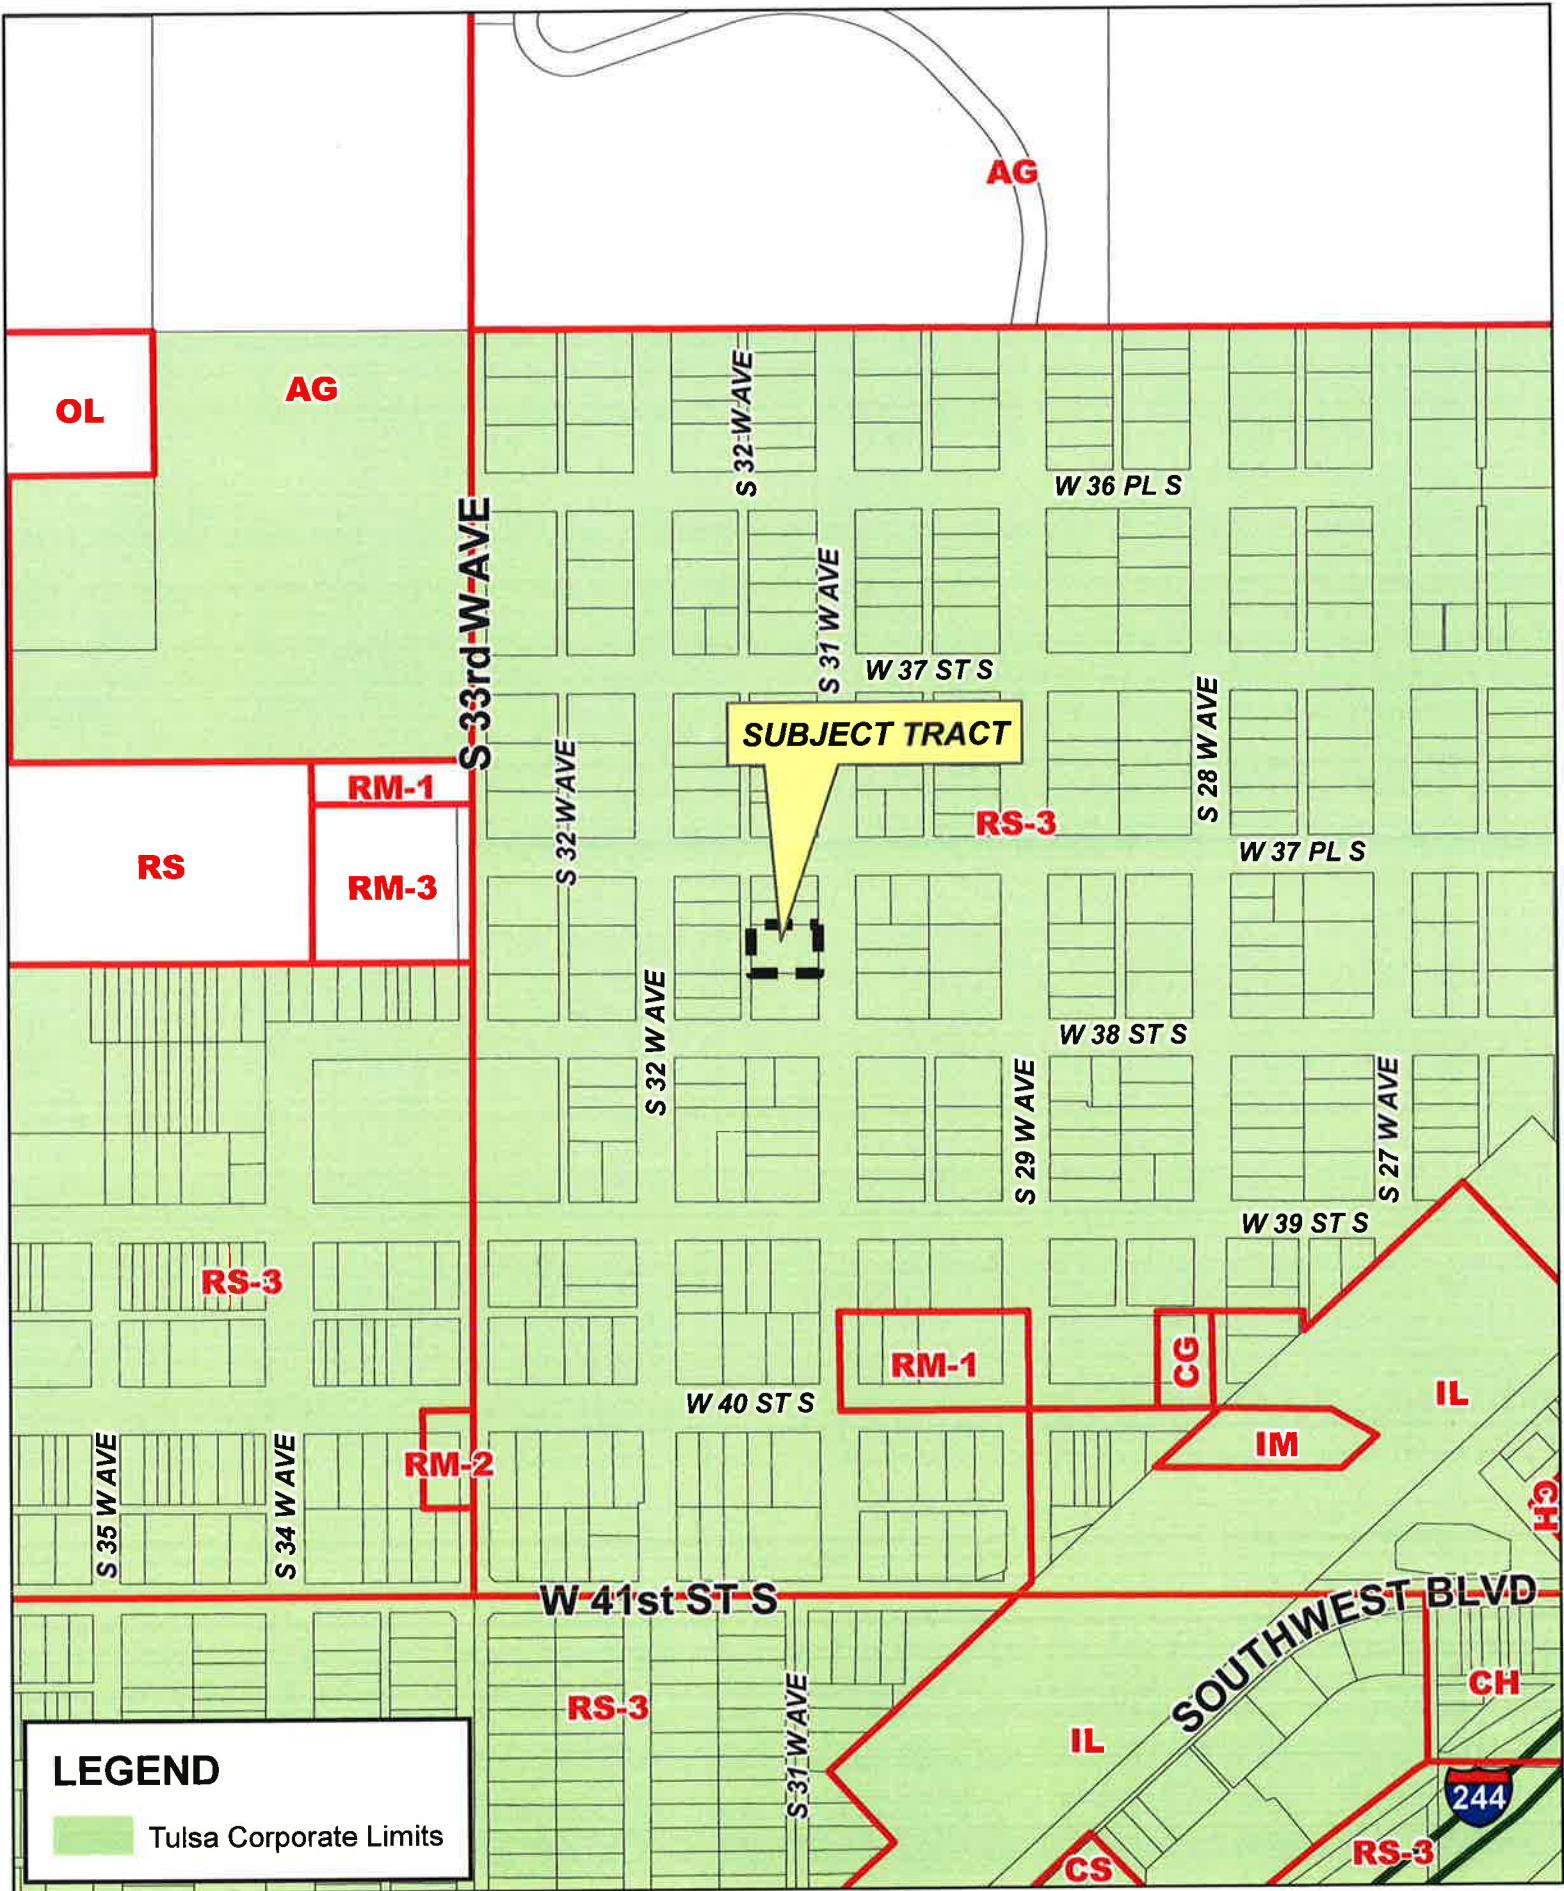 AG
S 32 W AVE
AG
OL
W 36 PL S
S 33rd W AVE
S 31 W AVE
W 37 ST S
S 28 W AVE
SUBJECT TRACT
S 32 W AVE
RM-1
RS-3
W 37 PL S
RS
RM-3
S 32 W AVE
W 38 ST S
S 29 W AVE
S 27 W AVE
W 39 ST S
RS-3
RM-1
CG
IL
W 40 ST S
IM
RM-2
S 35 W AVE
S 34 W AVE
CH
W 41st ST S
SOUTHWEST BLVD
CH
RS-3
S 31 W AVE
IL
LEGEND
Tulsa Corporate Limits
244
RS-3
CS